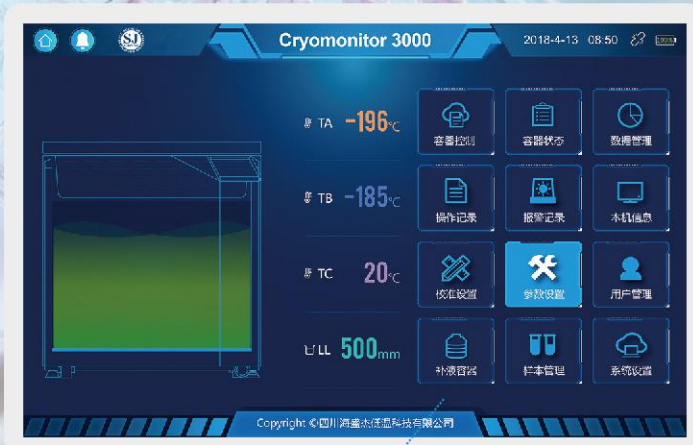 SJ
Cryomonitor 3000
2018-4-13 08:50
100%
TA -196℃
容器控制
容器状态
数据管理
TB -185℃
操作记录
报警记录
本机信息
TC 20℃
校准设置
参数设置
用户管理
LL 500mm
补液容器
样本管理
系统设置
Copyright ©四川海盛杰低温科技有限公司